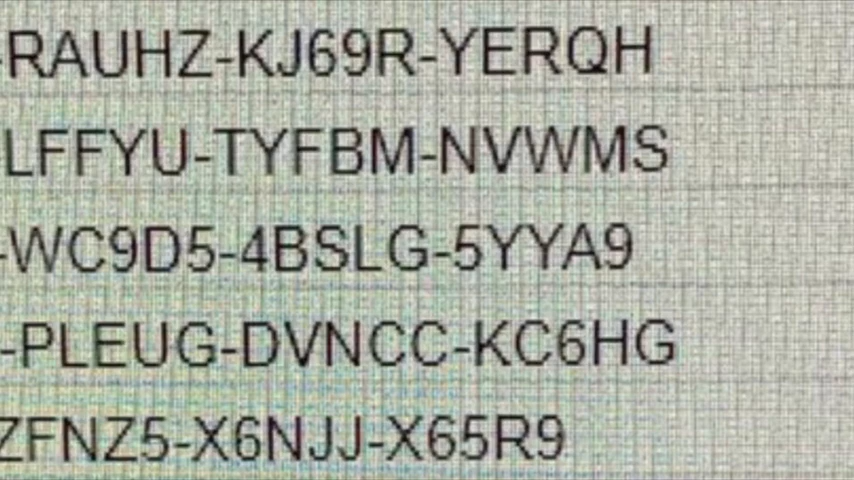 -RAUHZ-KJ69R-YERQH
LFFYU-TYFBM-NVWMS
-WC9D5-4BSLG-5YYA9
-PLEUG-DVNCC-KC6HG
ZFNZ5-X6NJJ-X65R9